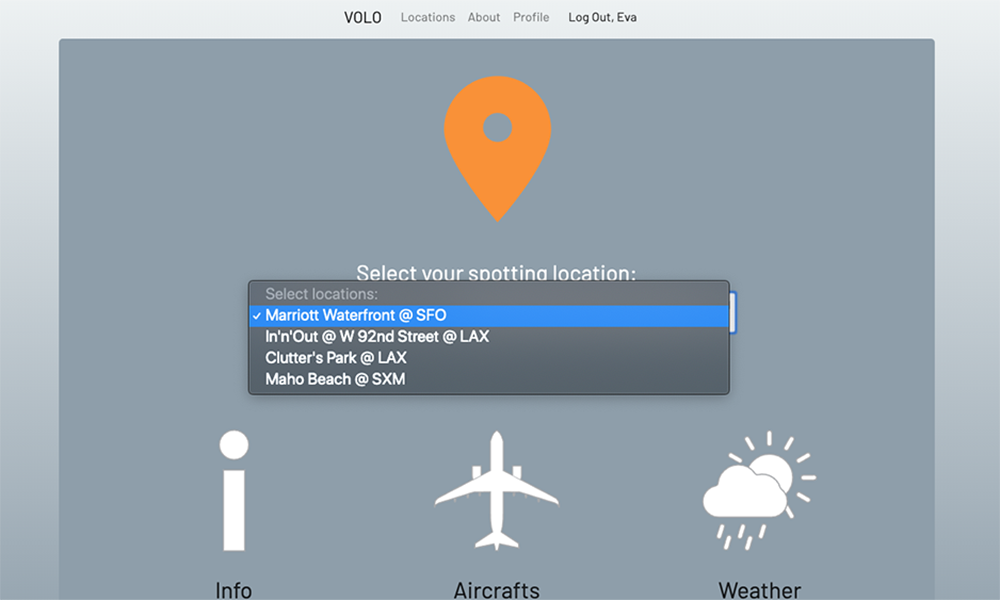 VOLO Locations About Profile Log Out, Eva
Select your spotting location:
Select locations:
✓ Marriott Waterfront @ SFO
In'n'Out @ W 92nd Street @ LAX
Clutter's Park @ LAX
Maho Beach @ SXM
Info Aircrafts Weather